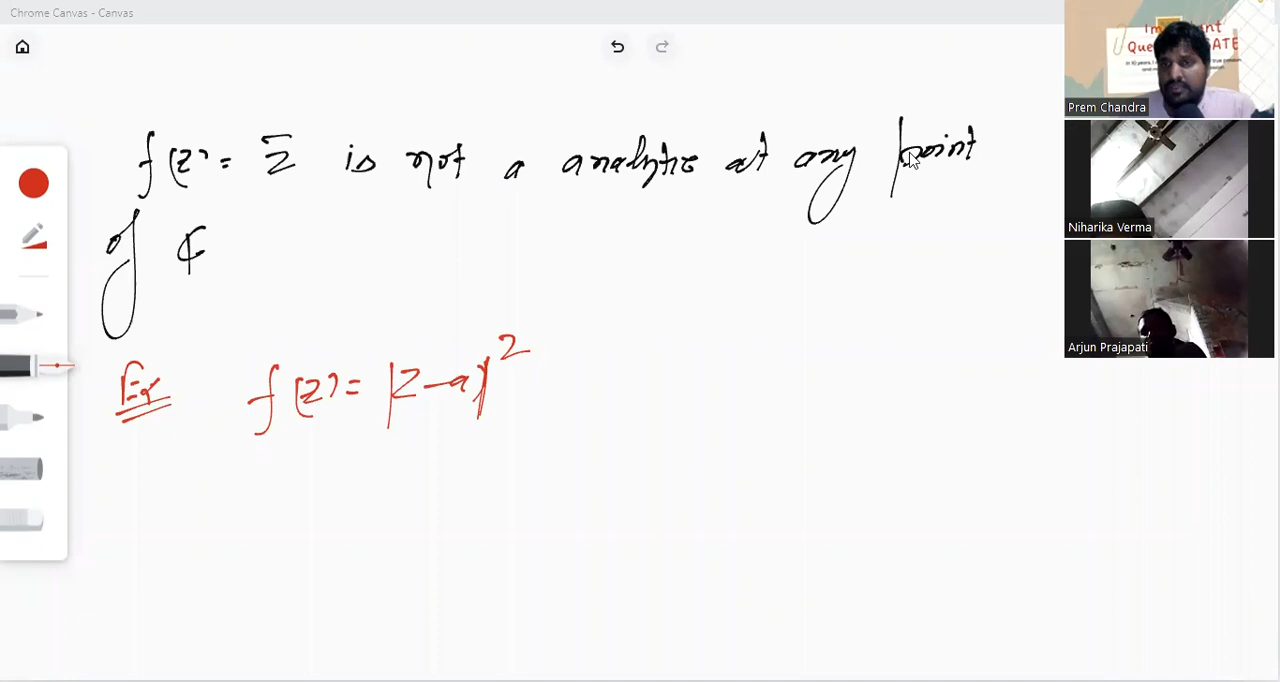 Chrome Canvas - Canvas
f(z) = z̄ is not a analytic at any point
of ₵
Ex f(z) = |z-a|²
Prem Chandra
Niharika Verma
Arjun Prajapati